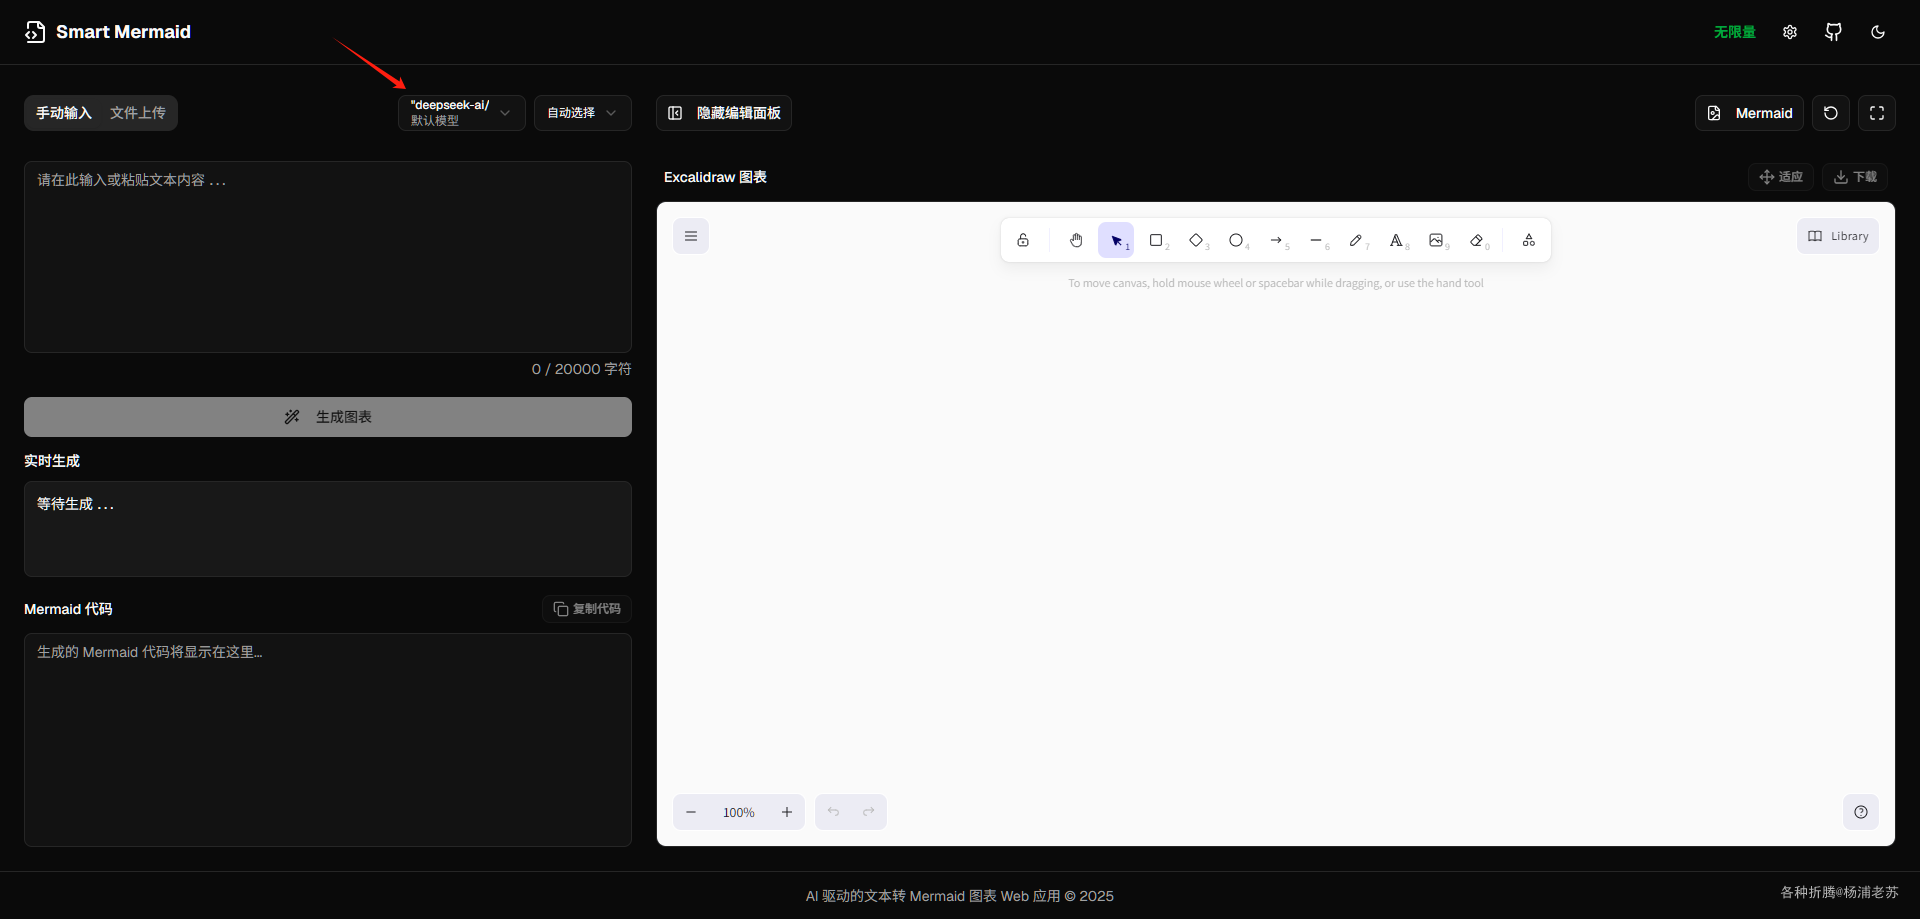 Smart Mermaid
无限量
手动输入
文件上传
"deepseek-ai/
默认模型
自动选择
隐藏编辑面板
Mermaid
请在此输入或粘贴文本内容 ...
0 / 20000 字符
生成图表
实时生成
等待生成 ...
Mermaid 代码
复制代码
生成的 Mermaid 代码将显示在这里...
Excalidraw 图表
适应
下载
1
2
3
4
5
6
7
8
9
0
Library
To move canvas, hold mouse wheel or spacebar while dragging, or use the hand tool
100%
AI 驱动的文本转 Mermaid 图表 Web 应用 © 2025
各种折腾@杨浦老苏